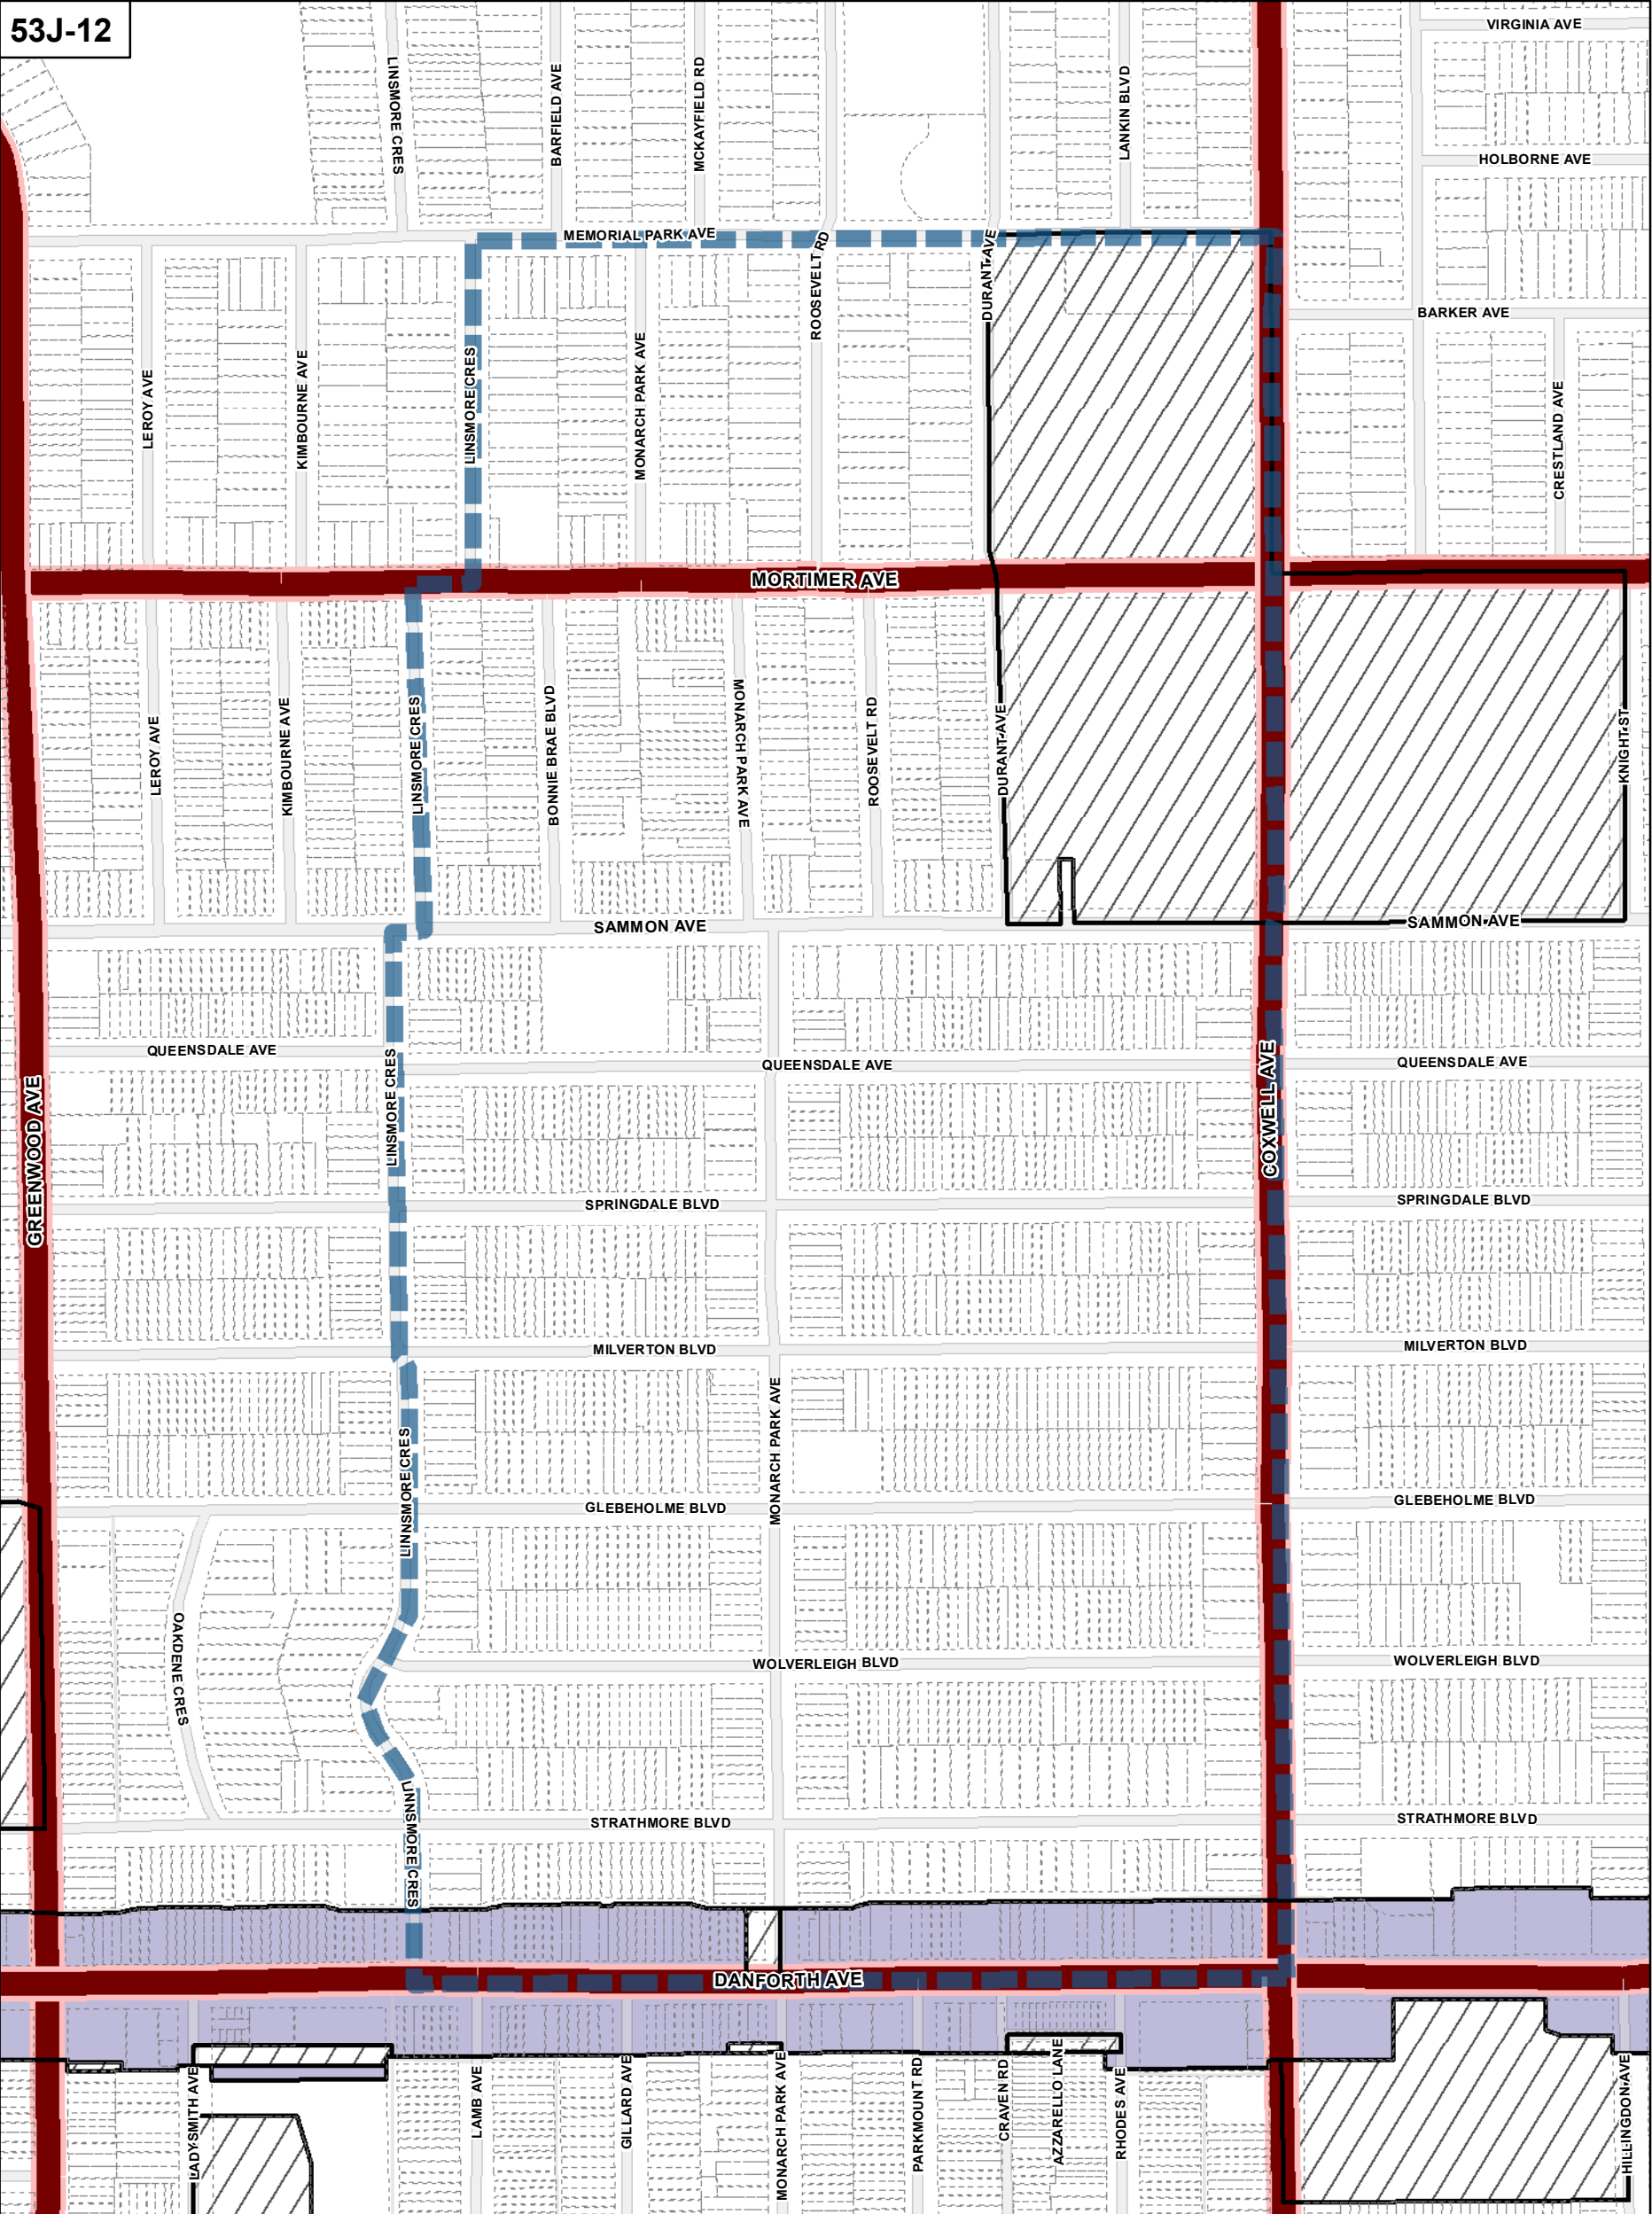 53J-12
VIRGINIA AVE
LINSMORE CRES
BARFIELD AVE
MCKAYFIELD RD
LANKIN BLVD
HOLBORNE AVE
MEMORIAL PARK AVE
ROOSEVELT RD
DURANT AVE
BARKER AVE
LEROY AVE
KIMBOURNE AVE
LINSMORE CRES
MONARCH PARK AVE
CRESTLAND AVE
MORTIMER AVE
LEROY AVE
KIMBOURNE AVE
LINSMORE CRES
BONNIE BRAE BLVD
MONARCH PARK AVE
ROOSEVELT RD
DURANT AVE
KNIGHT ST
SAMMON AVE
SAMMON AVE
QUEENSDALE AVE
QUEENSDALE AVE
QUEENSDALE AVE
GREENWOOD AVE
LINSMORE CRES
COXWELL AVE
SPRINGDALE BLVD
SPRINGDALE BLVD
MILVERTON BLVD
MILVERTON BLVD
LINNSMORE CRES
MONARCH PARK AVE
GLEBEHOLME BLVD
GLEBEHOLME BLVD
OAKDENE CRES
WOLVERLEIGH BLVD
WOLVERLEIGH BLVD
LINNSMORE CRES
STRATHMORE BLVD
STRATHMORE BLVD
DANFORTH AVE
LADYSMITH AVE
LAMB AVE
GILLARD AVE
MONARCH PARK AVE
PARKMOUNT RD
CRAVEN RD
AZZARELLO LANE
RHODES AVE
HILLINGDON AVE